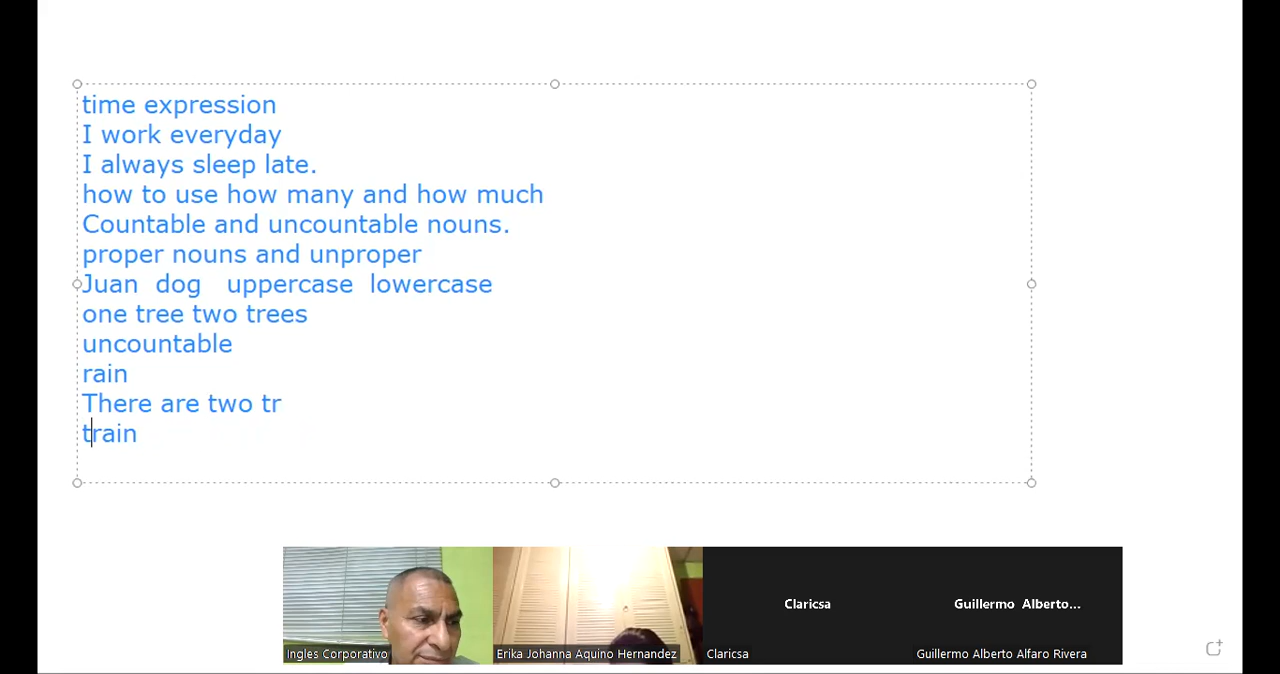 time expression
I work everyday
I always sleep late.
how to use how many and how much
Countable and uncountable nouns.
proper nouns and unproper
Juan dog uppercase lowercase
one tree two trees
uncountable
rain
There are two tr
train
Claricsa
Guillermo Alberto...
Ingles Corporativo
Erika Johanna Aquino Hernandez
Claricsa
Guillermo Alberto Alfaro Rivera